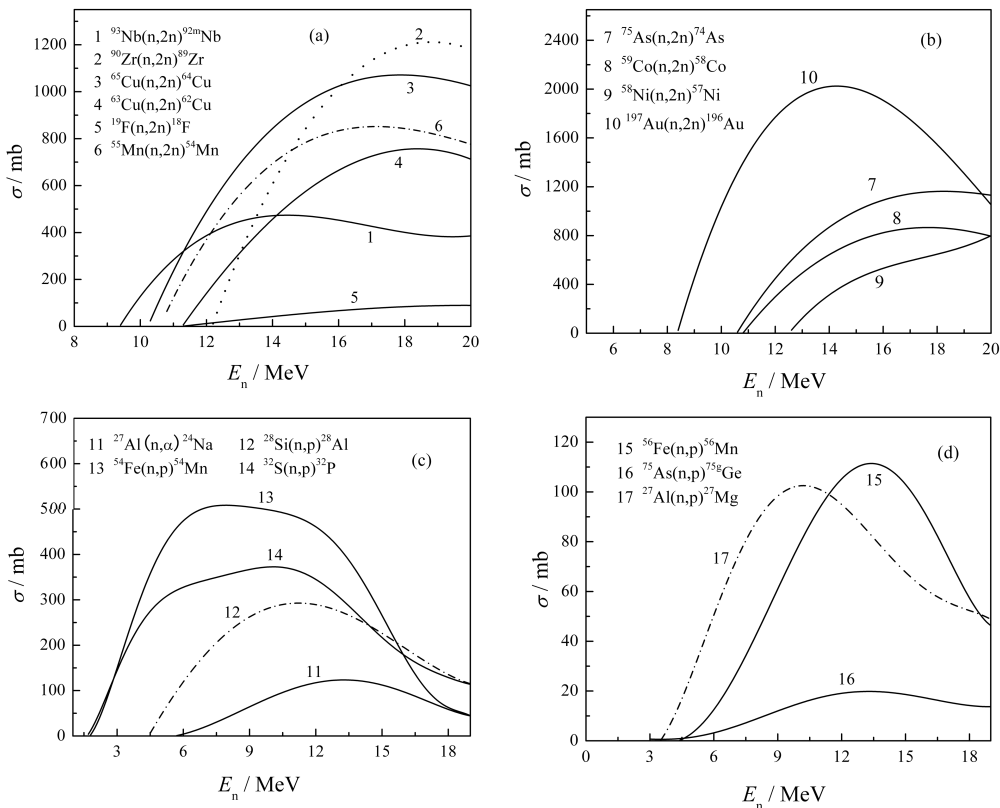 (a)
1 ⁹³Nb(n,2n)⁹²ᵐNb
2 ⁹⁰Zr(n,2n)⁸⁹Zr
3 ⁶⁵Cu(n,2n)⁶⁴Cu
4 ⁶³Cu(n,2n)⁶²Cu
5 ¹⁹F(n,2n)¹⁸F
6 ⁵⁵Mn(n,2n)⁵⁴Mn
2
3
6
4
1
5
1200
1000
800
600
400
200
0
σ / mb
8 10 12 14 16 18 20
Eₙ / MeV
(b)
7 ⁷⁵As(n,2n)⁷⁴As
8 ⁵⁹Co(n,2n)⁵⁸Co
9 ⁵⁸Ni(n,2n)⁵⁷Ni
10 ¹⁹⁷Au(n,2n)¹⁹⁶Au
10
7
8
9
2400
2000
1600
1200
800
400
0
σ / mb
6 8 10 12 14 16 18 20
Eₙ / MeV
11 ²⁷Al(n,α)²⁴Na 12 ²⁸Si(n,p)²⁸Al
13 ⁵⁴Fe(n,p)⁵⁴Mn 14 ³²S(n,p)³²P
(c)
13
14
12
11
700
600
500
400
300
200
100
0
σ / mb
3 6 9 12 15 18
Eₙ / MeV
(d)
15 ⁵⁶Fe(n,p)⁵⁶Mn
16 ⁷⁵As(n,p)⁷⁵ᵍGe
17 ²⁷Al(n,p)²⁷Mg
15
17
16
120
100
80
60
40
20
0
σ / mb
0 3 6 9 12 15 18
Eₙ / MeV